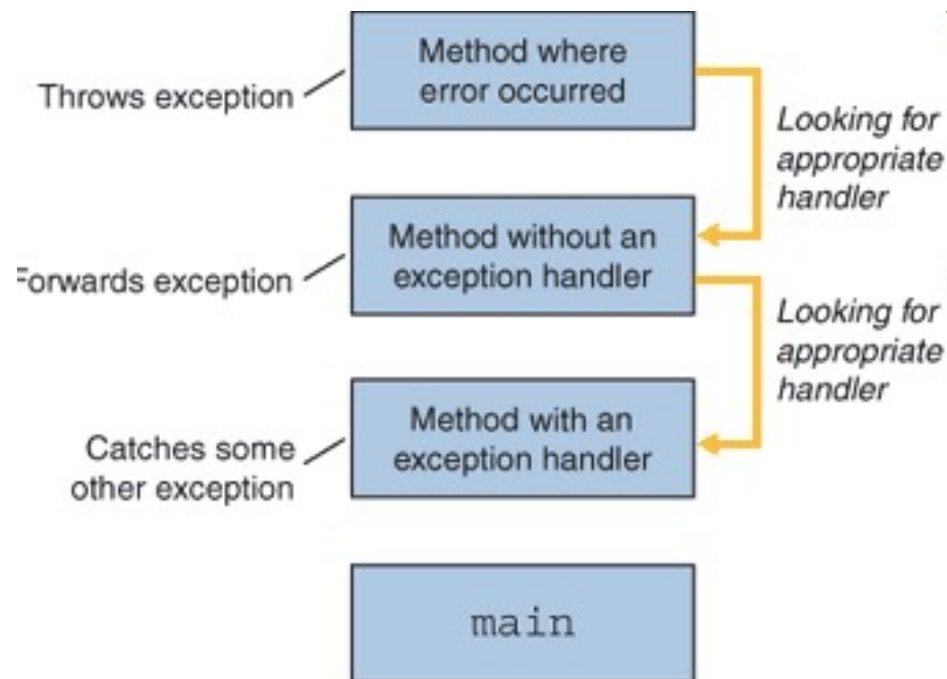 Method where
error occurred
Throws exception
Looking for
appropriate
handler
Method without an
exception handler
Forwards exception
Looking for
appropriate
handler
Method with an
exception handler
Catches some
other exception
main